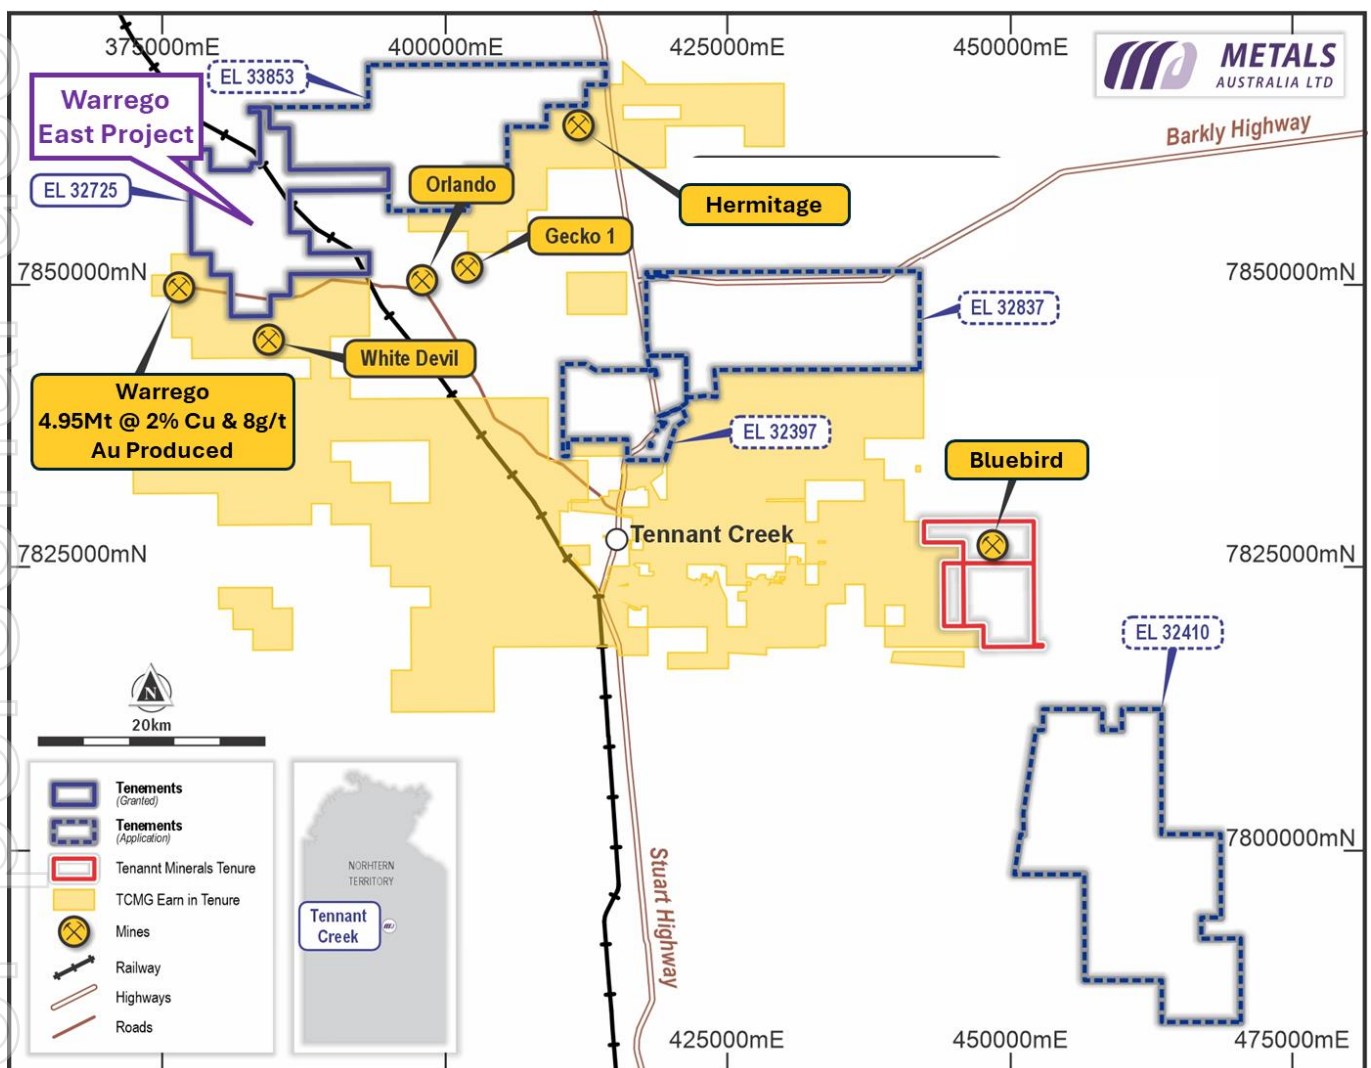 375000mE
400000mE
425000mE
450000mE
METALS
AUSTRALIA LTD
EL 33853
Warrego
East Project
Barkly Highway
EL 32725
Orlando
Hermitage
Gecko 1
7850000mN
7850000mN
EL 32837
White Devil
Warrego
4.95Mt @ 2% Cu & 8g/t
Au Produced
EL 32397
Bluebird
Tennant Creek
7825000mN
7825000mN
EL 32410
N
20km
Tenements
(Granted)
Tenements
(Application)
Tenannt Minerals Tenure
TCMG Earn in Tenure
Mines
Railway
Highways
Roads
NORHTERN
TERRITORY
Tennant
Creek
Stuart Highway
7800000mN
425000mE
450000mE
475000mE